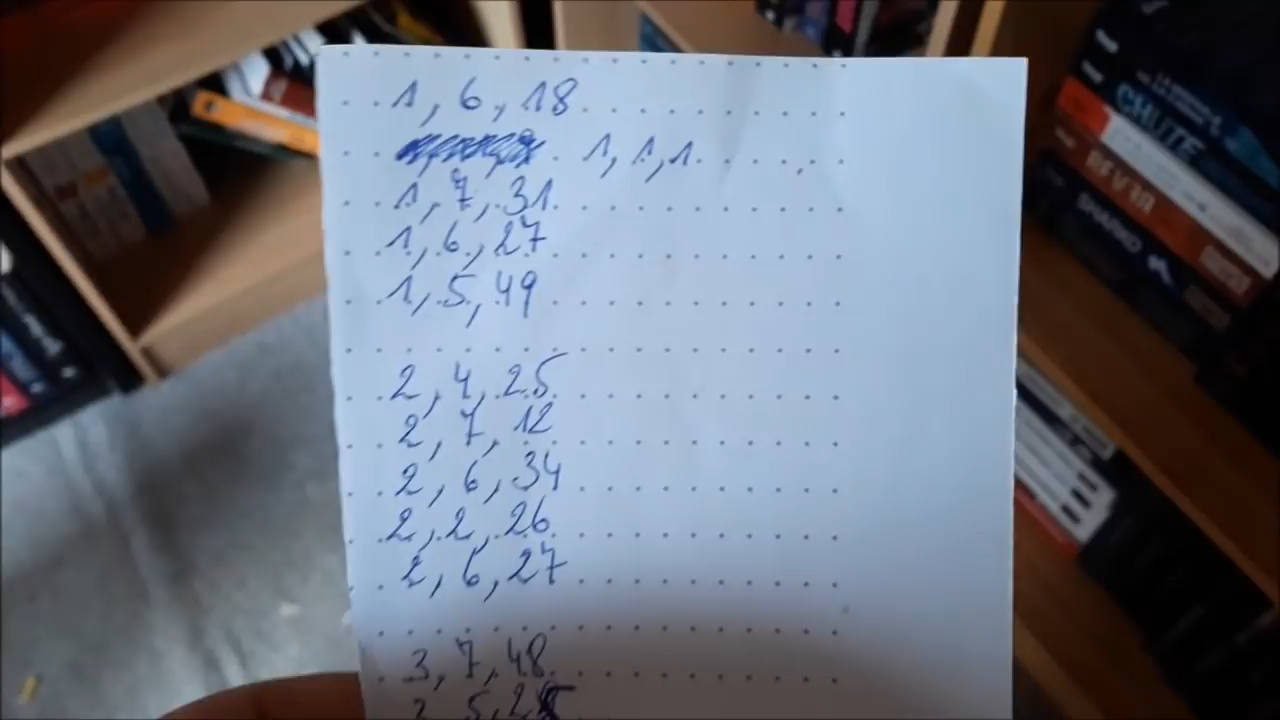 1, 6, 18
1, 1, 1
1, 7, 31
1, 6, 27
1, 5, 49
2, 4, 25
2, 7, 12
2, 6, 34
2, 2, 26
2, 6, 27
3, 7, 48
CHUTE